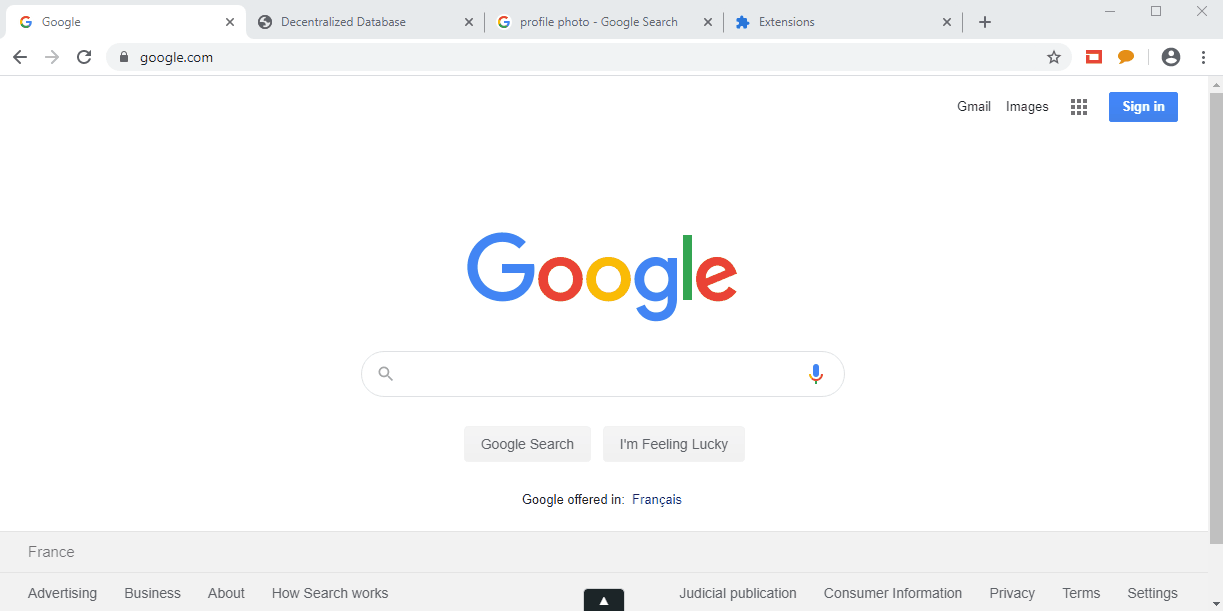 Google Decentralized Database profile photo - Google Search Extensions
google.com
Gmail Images Sign in
Google
Google Search I'm Feeling Lucky
Google offered in: Français
France
Advertising Business About How Search works Judicial publication Consumer Information Privacy Terms Settings